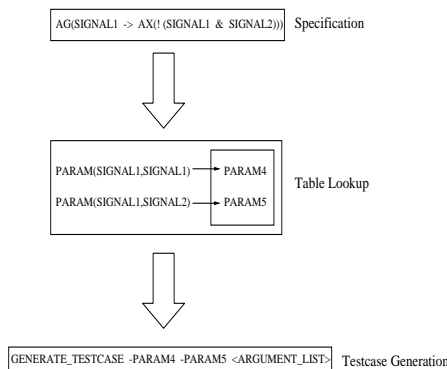 AG(SIGNAL1 -> AX(! (SIGNAL1 & SIGNAL2))) Specification
PARAM(SIGNAL1,SIGNAL1) PARAM4
PARAM(SIGNAL1,SIGNAL2) PARAM5
Table Lookup
GENERATE_TESTCASE -PARAM4 -PARAM5 <ARGUMENT_LIST> Testcase Generation